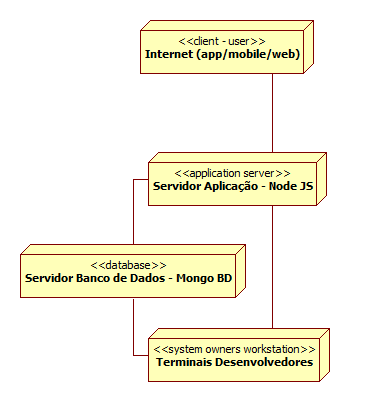 <<client - user>>
Internet (app/mobile/web)
<<application server>>
Servidor Aplicação - Node JS
<<database>>
Servidor Banco de Dados - Mongo BD
<<system owners workstation>>
Terminais Desenvolvedores